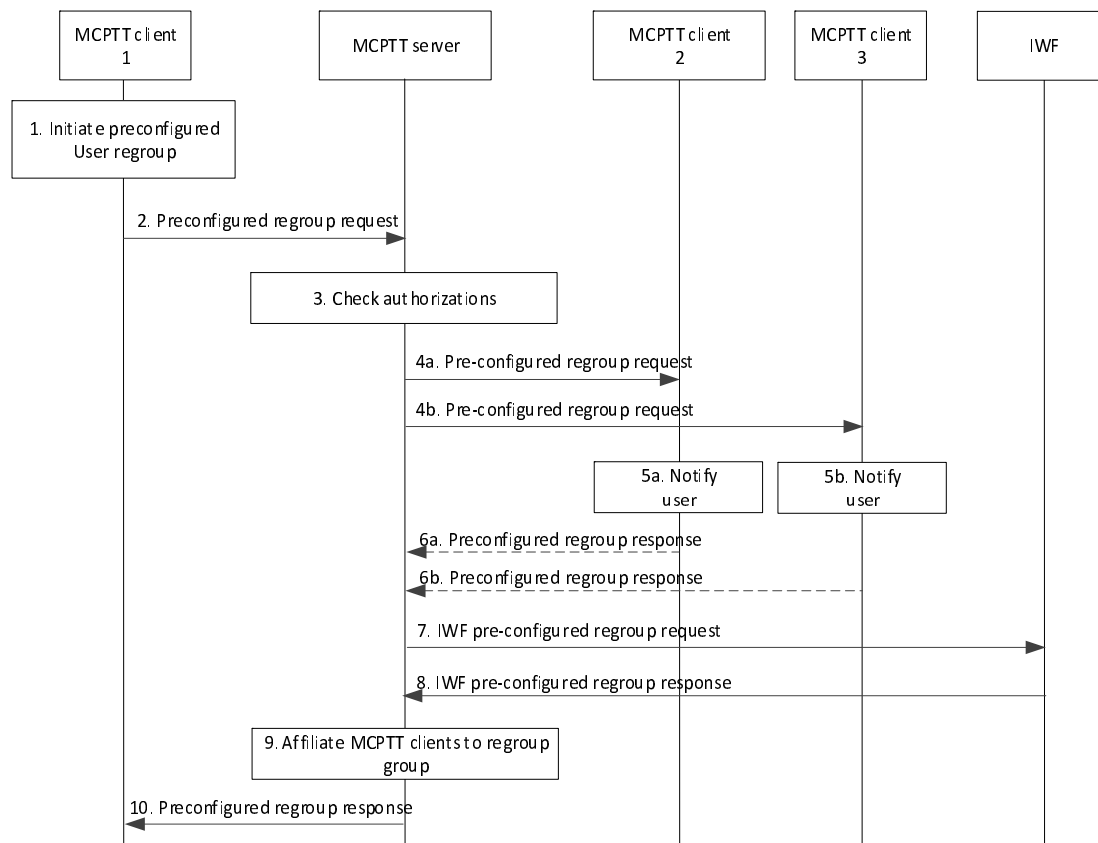 MCPTT client
1
MCPTT server
MCPTT client
2
MCPTT client
3
IWF
1. Initiate preconfigured
User regroup
2. Preconfigured regroup request
3. Check authorizations
4a. Pre-configured regroup request
4b. Pre-configured regroup request
5a. Notify
user
5b. Notify
user
6a. Preconfigured regroup response
6b. Preconfigured regroup response
7. IWF pre-configured regroup request
8. IWF pre-configured regroup response
9. Affiliate MCPTT clients to regroup
group
10. Preconfigured regroup response